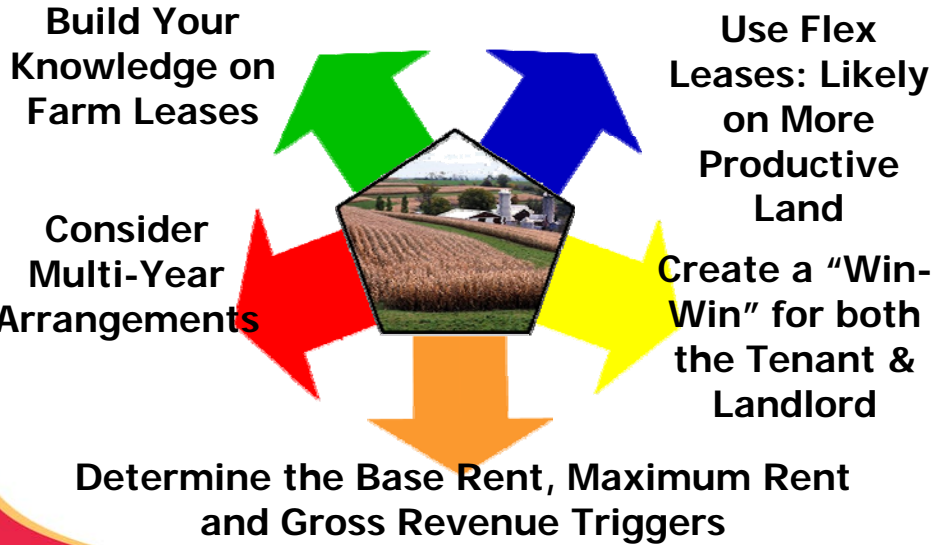 Build Your
Knowledge on
Farm Leases
Use Flex
Leases: Likely
on More
Productive
Land
Consider
Multi-Year
Arrangements
Create a “Win-
Win” for both
the Tenant &
Landlord
Determine the Base Rent, Maximum Rent
and Gross Revenue Triggers